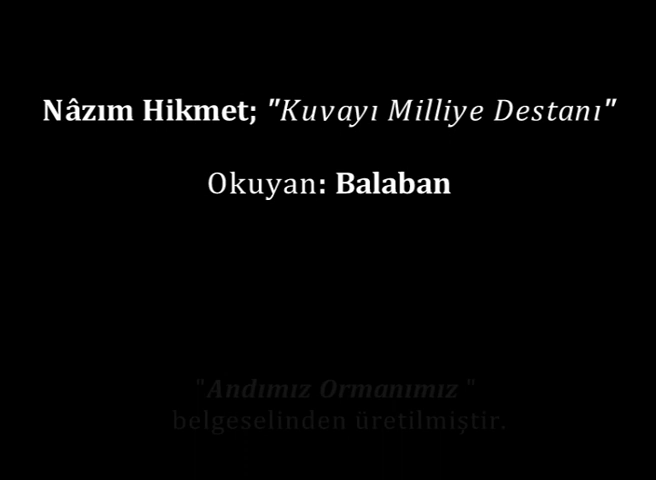 Nâzım Hikmet; "Kuvayı Milliye Destanı"
Okuyan: Balaban
"Andımız Ormanımız "
belgeselinden üretilmiştir.